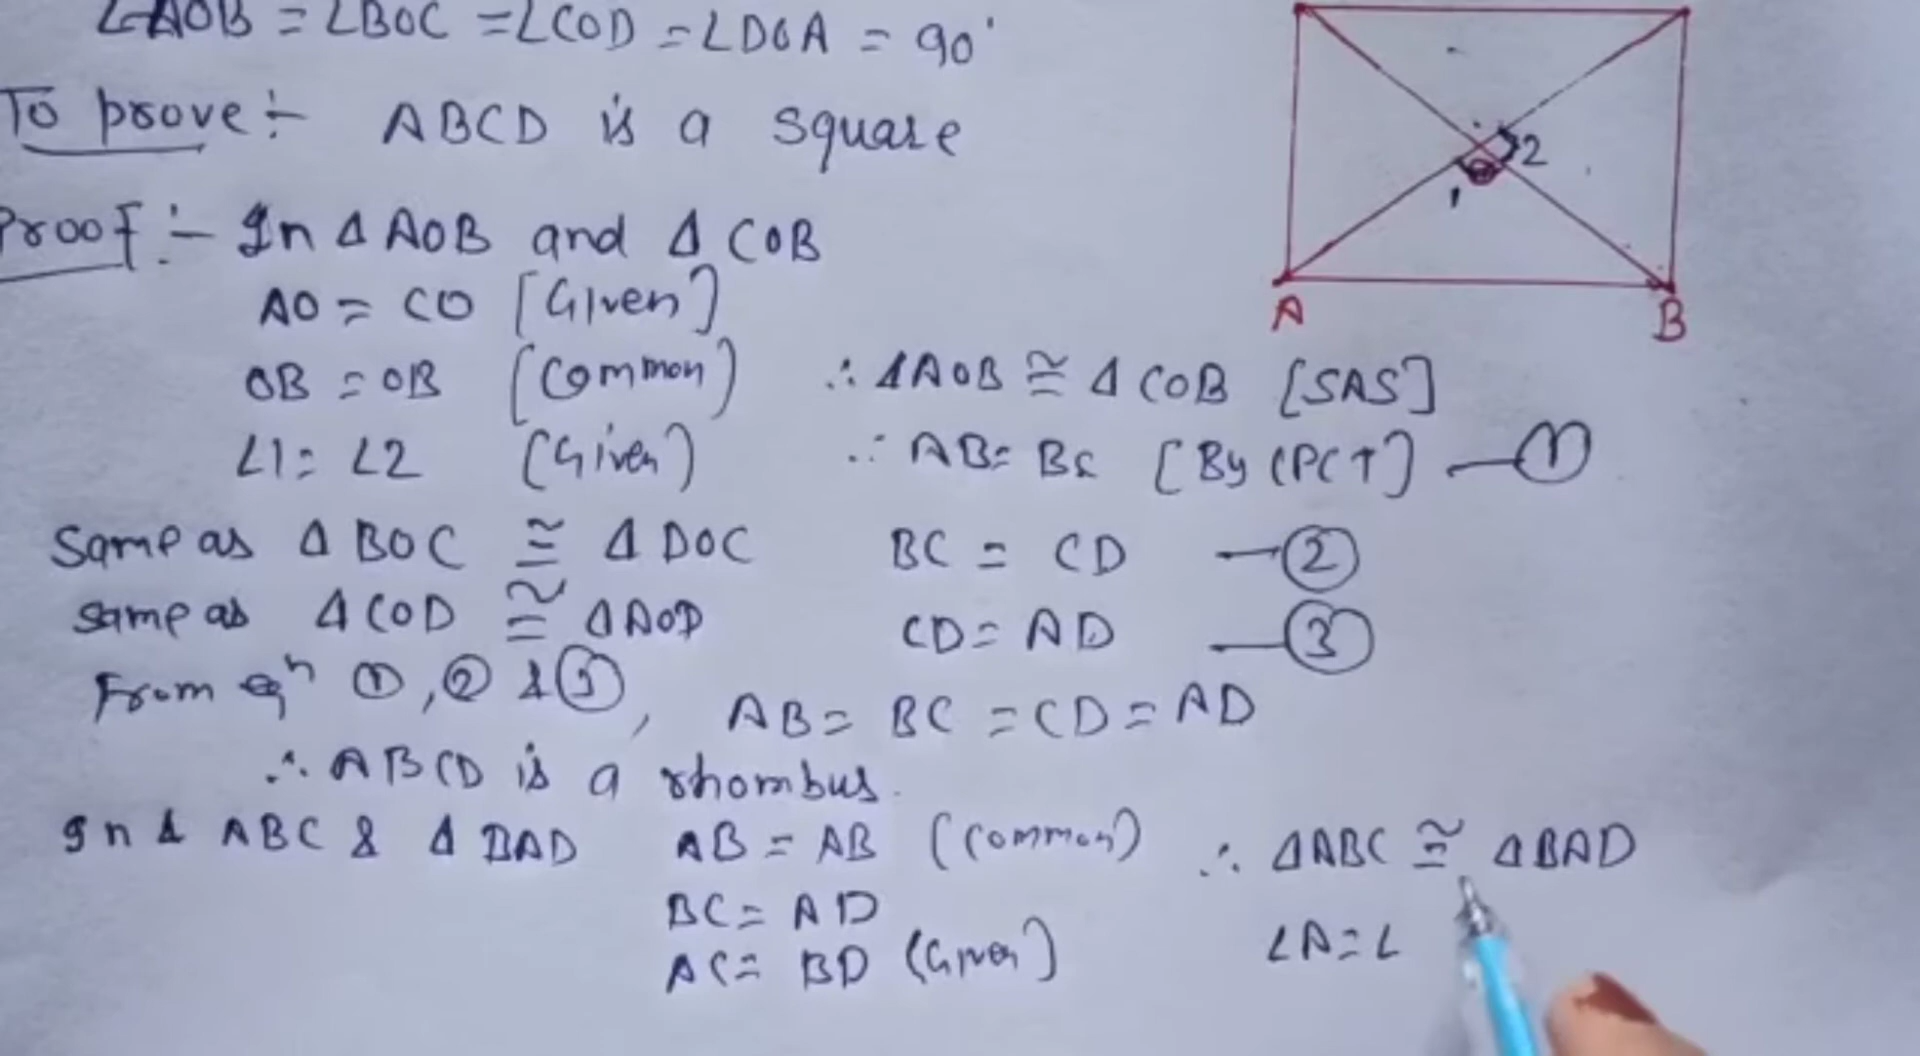 ∠AOB = ∠BOC = ∠COD = ∠DOA = 90°
To prove :- ABCD is a square
Proof :- In Δ AOB and Δ COB
AO = CO [Given]
OB = OB (Common) ∴ ΔAOB ≅ Δ COB [SAS]
∠1 = ∠2 (Given) ∴ AB = BC [By CPCT] — ①
Same as Δ BOC ≅ Δ DOC BC = CD — ②
Same as Δ COD ≅ Δ AOD CD = AD — ③
From eqn ①, ② & ③, AB = BC = CD = AD
∴ ABCD is a rhombus.
In Δ ABC & Δ BAD AB = AB (Common) ∴ ΔABC ≅ ΔBAD
BC = AD
AC = BD (Given) ∠A = ∠
1 2
A B